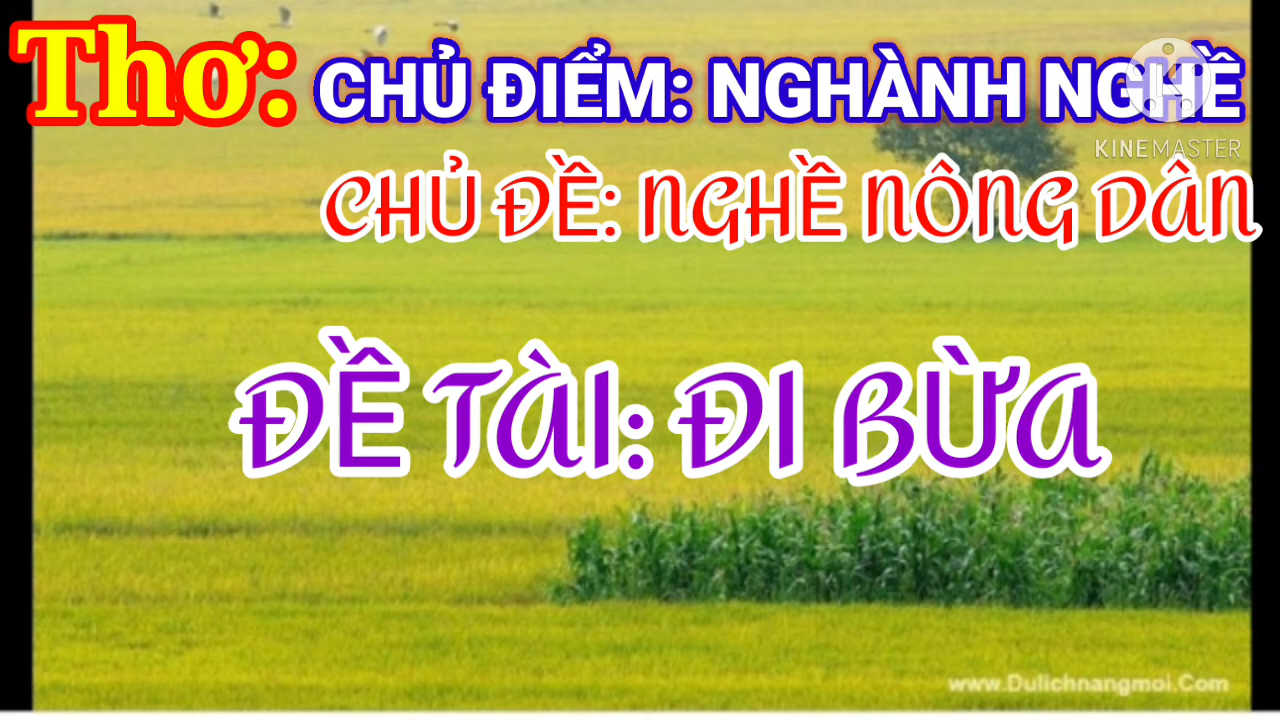 Thơ: CHỦ ĐIỂM: NGHÀNH NGHỀ
KINEMASTER
CHỦ ĐỀ: NGHỀ NÔNG DÂN
ĐỀ TÀI: ĐI BỪA
www.Dulichnangmoi.Com